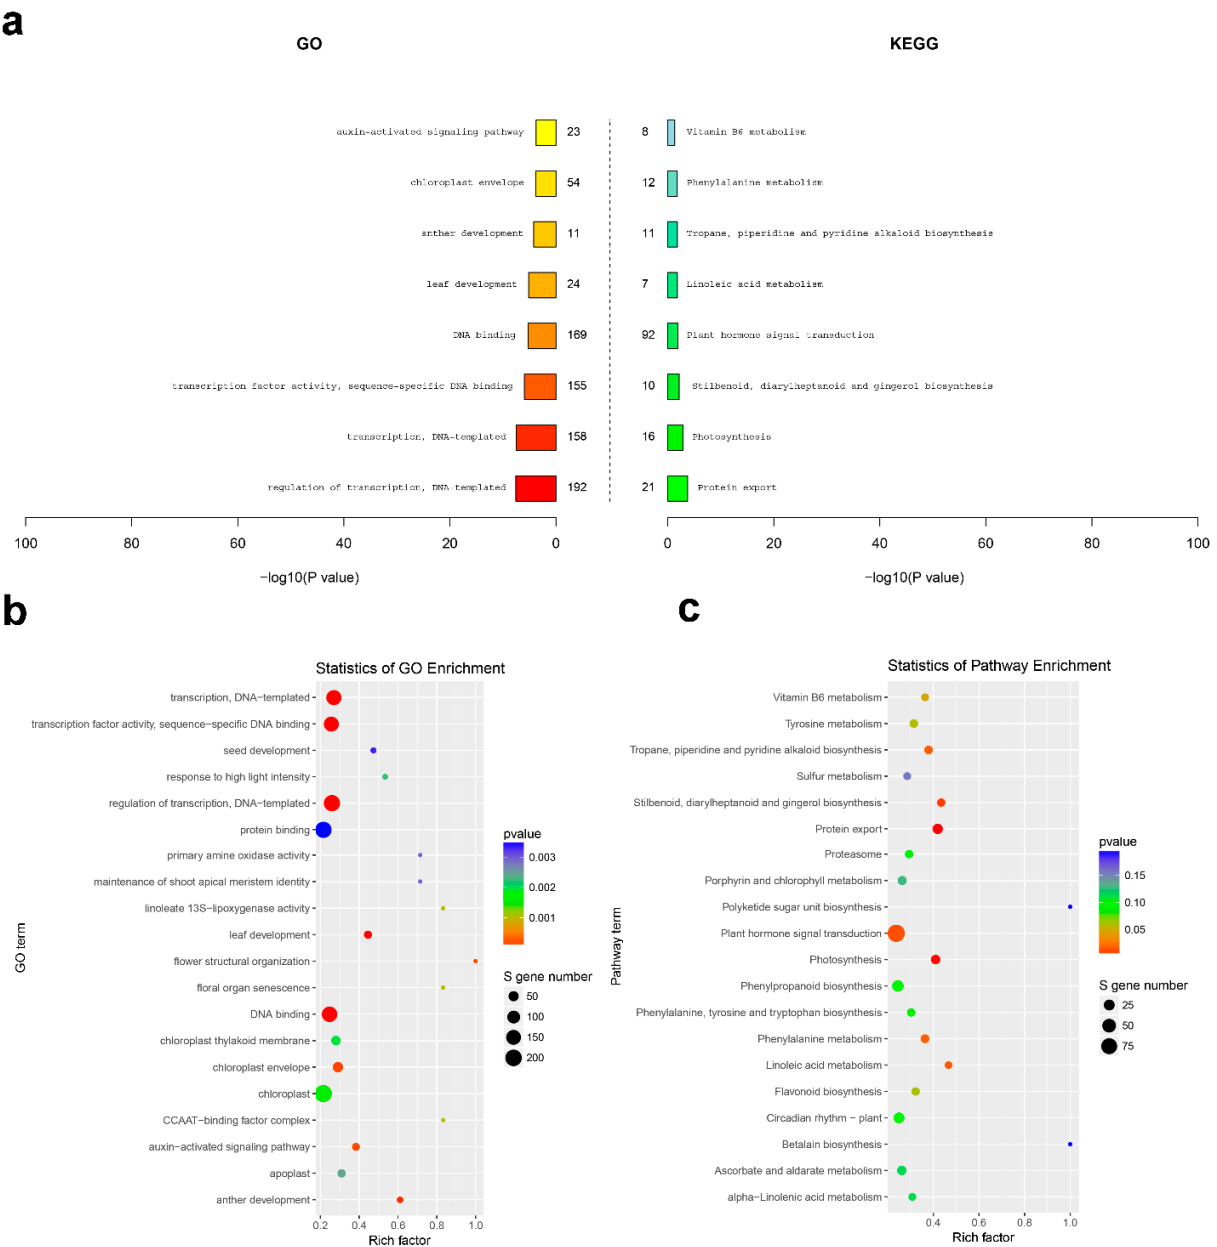 a
GO
KEGG
auxin-activated signaling pathway 23
8 Vitamin B6 metabolism
chloroplast envelope 54
12 Phenylalanine metabolism
anther development 11
11 Tropane, piperidine and pyridine alkaloid biosynthesis
leaf development 24
7 Linoleic acid metabolism
DNA binding 169
92 Plant hormone signal transduction
transcription factor activity, sequence-specific DNA binding 155
10 Stilbenoid, diarylheptanoid and gingerol biosynthesis
transcription, DNA-templated 158
16 Photosynthesis
regulation of transcription, DNA-templated 192
21 Protein export
100 80 60 40 20 0
0 20 40 60 80 100
−log10(P value)
−log10(P value)
b
Statistics of GO Enrichment
GO term
transcription, DNA−templated
transcription factor activity, sequence−specific DNA binding
seed development
response to high light intensity
regulation of transcription, DNA−templated
protein binding
primary amine oxidase activity
maintenance of shoot apical meristem identity
linoleate 13S−lipoxygenase activity
leaf development
flower structural organization
floral organ senescence
DNA binding
chloroplast thylakoid membrane
chloroplast envelope
chloroplast
CCAAT−binding factor complex
auxin−activated signaling pathway
apoplast
anther development
0.2 0.4 0.6 0.8 1.0
Rich factor
pvalue
0.003
0.002
0.001
S gene number
50
100
150
200
c
Statistics of Pathway Enrichment
Pathway term
Vitamin B6 metabolism
Tyrosine metabolism
Tropane, piperidine and pyridine alkaloid biosynthesis
Sulfur metabolism
Stilbenoid, diarylheptanoid and gingerol biosynthesis
Protein export
Proteasome
Porphyrin and chlorophyll metabolism
Polyketide sugar unit biosynthesis
Plant hormone signal transduction
Photosynthesis
Phenylpropanoid biosynthesis
Phenylalanine, tyrosine and tryptophan biosynthesis
Phenylalanine metabolism
Linoleic acid metabolism
Flavonoid biosynthesis
Circadian rhythm − plant
Betalain biosynthesis
Ascorbate and aldarate metabolism
alpha−Linolenic acid metabolism
0.4 0.6 0.8 1.0
Rich factor
pvalue
0.15
0.10
0.05
S gene number
25
50
75